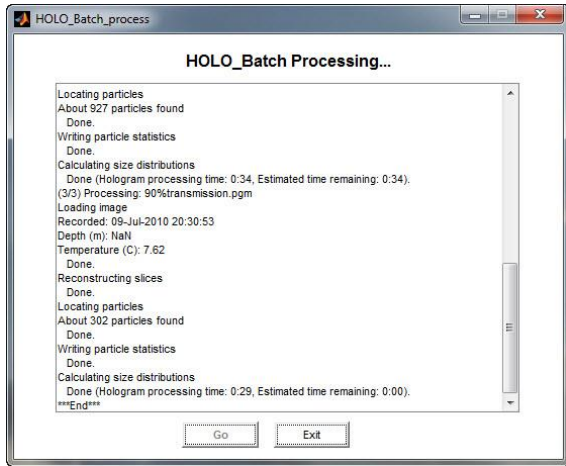 HOLO_Batch_process
HOLO_Batch Processing...
Locating particles
About 927 particles found
Done.
Writing particle statistics
Done.
Calculating size distributions
Done (Hologram processing time: 0:34, Estimated time remaining: 0:34).
(3/3) Processing: 90%transmission.pgm
Loading image
Recorded: 09-Jul-2010 20:30:53
Depth (m): NaN
Temperature (C): 7.62
Done.
Reconstructing slices
Done.
Locating particles
About 302 particles found
Done.
Writing particle statistics
Done.
Calculating size distributions
Done (Hologram processing time: 0:29, Estimated time remaining: 0:00).
***End***
Go Exit